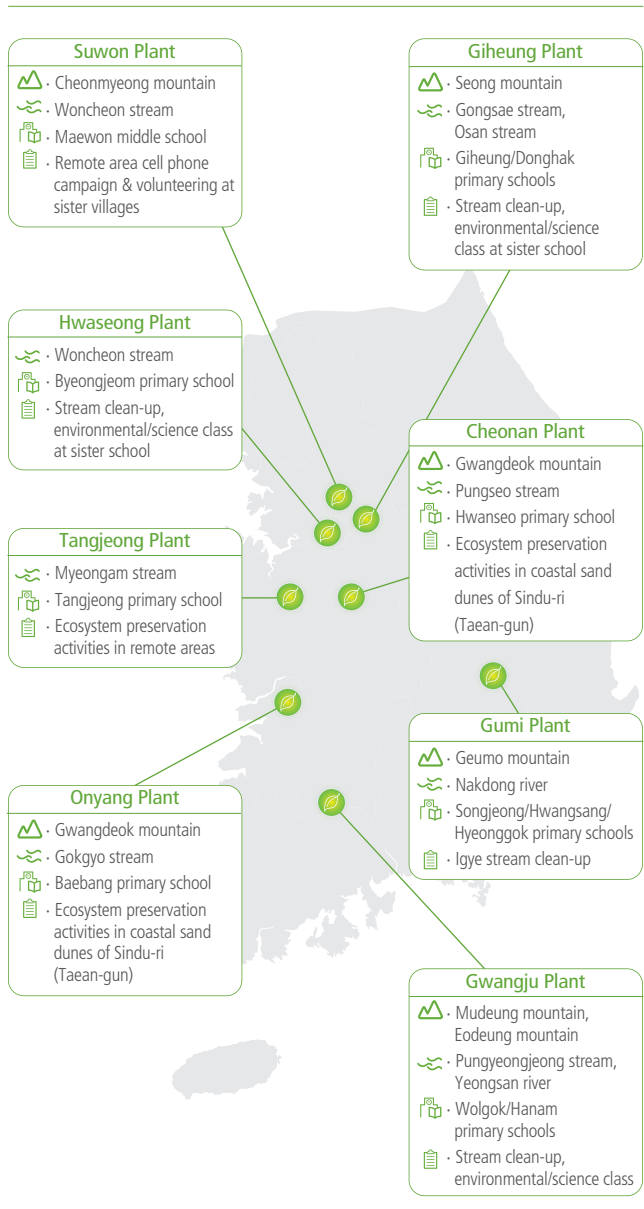 Suwon Plant
· Cheonmyeong mountain
· Woncheon stream
· Maewon middle school
· Remote area cell phone
campaign & volunteering at
sister villages
Giheung Plant
· Seong mountain
· Gongsae stream,
Osan stream
· Giheung/Donghak
primary schools
· Stream clean-up,
environmental/science
class at sister school
Hwaseong Plant
· Woncheon stream
· Byeongjeom primary school
· Stream clean-up,
environmental/science class
at sister school
Cheonan Plant
· Gwangdeok mountain
· Pungseo stream
· Hwanseo primary school
· Ecosystem preservation
activities in coastal sand
dunes of Sindu-ri
(Taean-gun)
Tangjeong Plant
· Myeongam stream
· Tangjeong primary school
· Ecosystem preservation
activities in remote areas
Gumi Plant
· Geumo mountain
· Nakdong river
· Songjeong/Hwangsang/
Hyeonggok primary schools
· Igye stream clean-up
Onyang Plant
· Gwangdeok mountain
· Gokgyo stream
· Baebang primary school
· Ecosystem preservation
activities in coastal sand
dunes of Sindu-ri
(Taean-gun)
Gwangju Plant
· Mudeung mountain,
Eodeung mountain
· Pungyeongjeong stream,
Yeongsan river
· Wolgok/Hanam
primary schools
· Stream clean-up,
environmental/science class